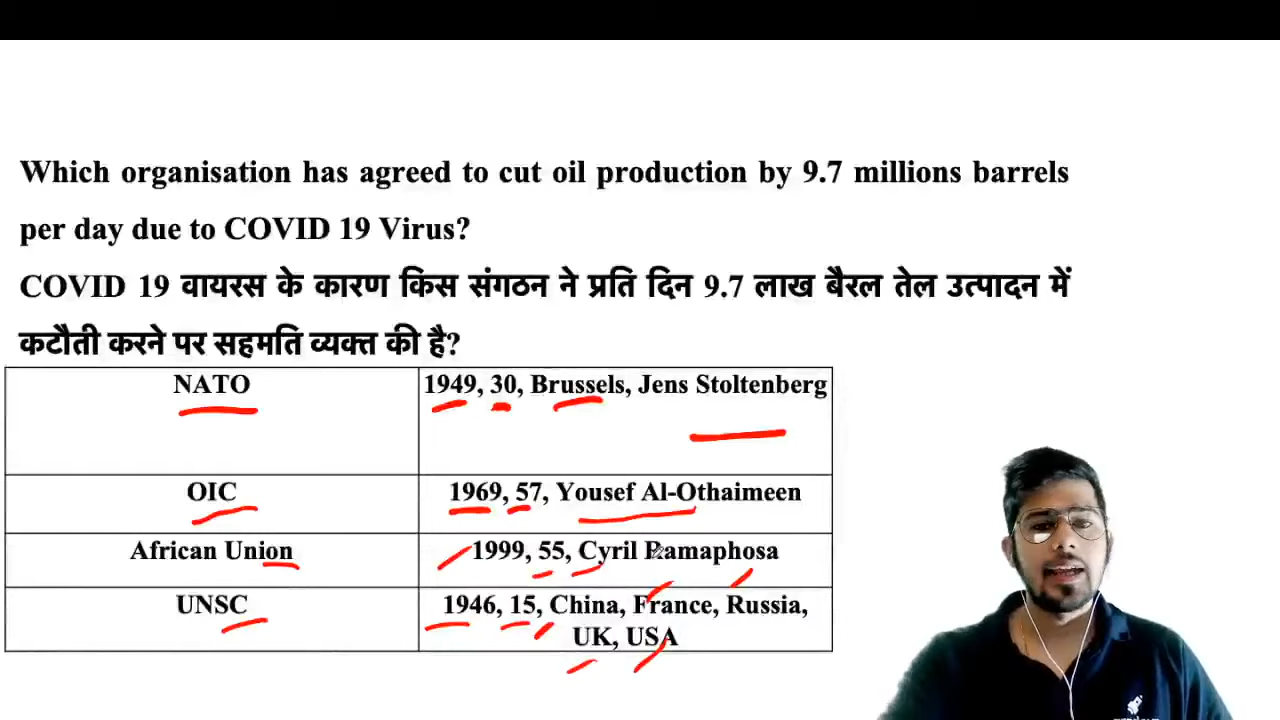 Which organisation has agreed to cut oil production by 9.7 millions barrels
per day due to COVID 19 Virus?
COVID 19 वायरस के कारण किस संगठन ने प्रति दिन 9.7 लाख बैरल तेल उत्पादन में
कटौती करने पर सहमति व्यक्त की है?
NATO 1949, 30, Brussels, Jens Stoltenberg
OIC 1969, 57, Yousef Al-Othaimeen
African Union 1999, 55, Cyril Ramaphosa
UNSC 1946, 15, China, France, Russia,
UK, USA